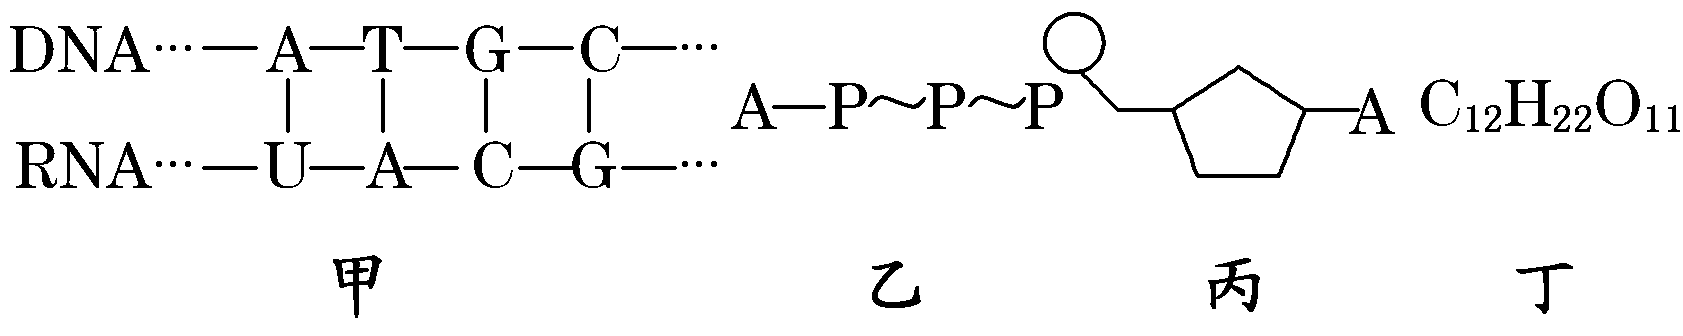 DNA…—A—T—G—C—…
RNA…—U—A—C—G—…
A—P～P～P
A
C₁₂H₂₂O₁₁
甲 乙 丙 丁